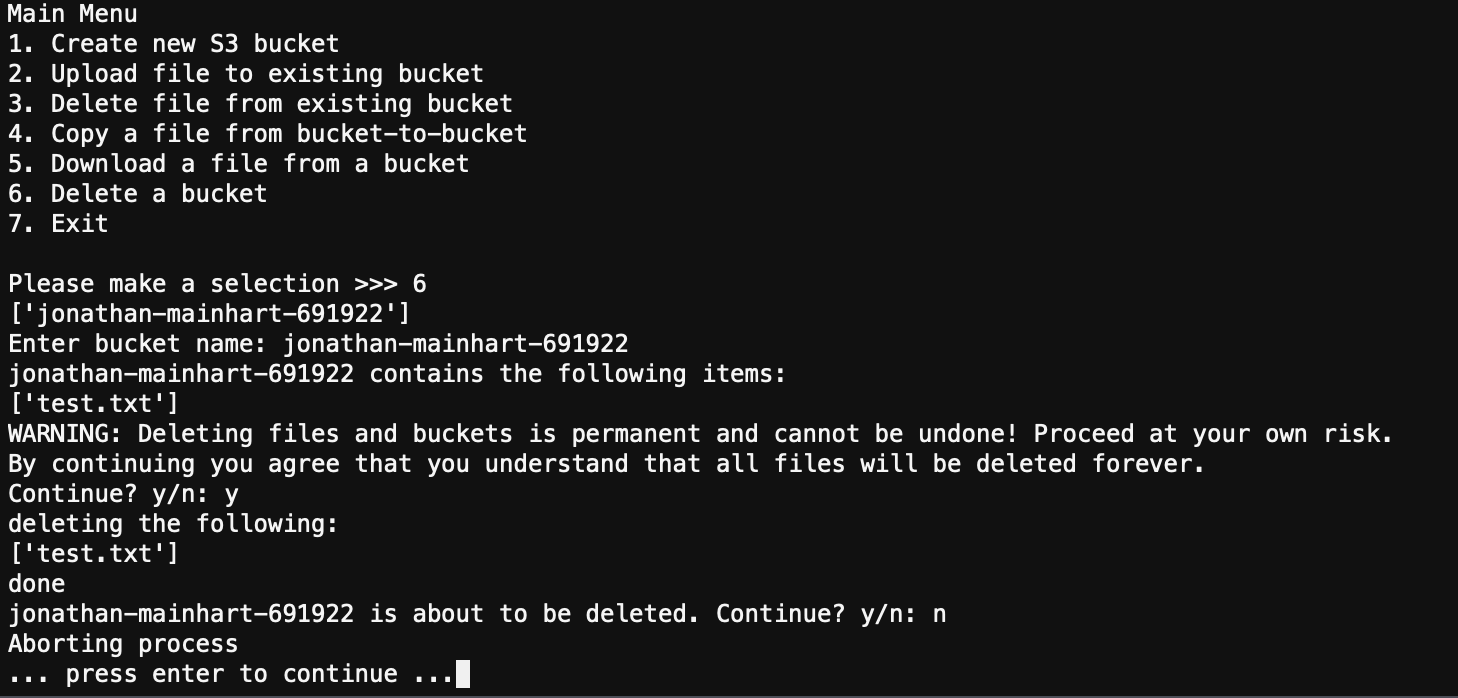 Main Menu
1. Create new S3 bucket
2. Upload file to existing bucket
3. Delete file from existing bucket
4. Copy a file from bucket-to-bucket
5. Download a file from a bucket
6. Delete a bucket
7. Exit
Please make a selection >>> 6
['jonathan-mainhart-691922']
Enter bucket name: jonathan-mainhart-691922
jonathan-mainhart-691922 contains the following items:
['test.txt']
WARNING: Deleting files and buckets is permanent and cannot be undone! Proceed at your own risk.
By continuing you agree that you understand that all files will be deleted forever.
Continue? y/n: y
deleting the following:
['test.txt']
done
jonathan-mainhart-691922 is about to be deleted. Continue? y/n: n
Aborting process
... press enter to continue ...